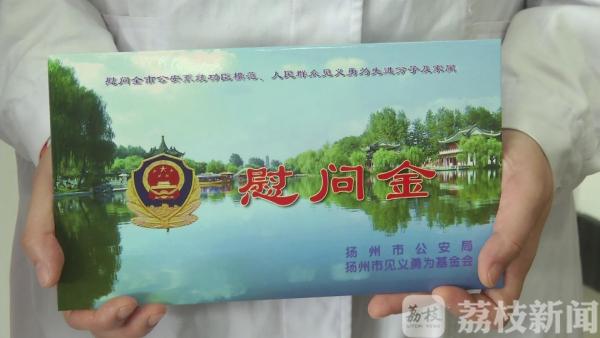 慰问全市公安系统功臣模范、人民群众见义勇为先进分子及家属
慰问金
扬州市公安局
扬州市见义勇为基金会
荔枝
荔枝新闻